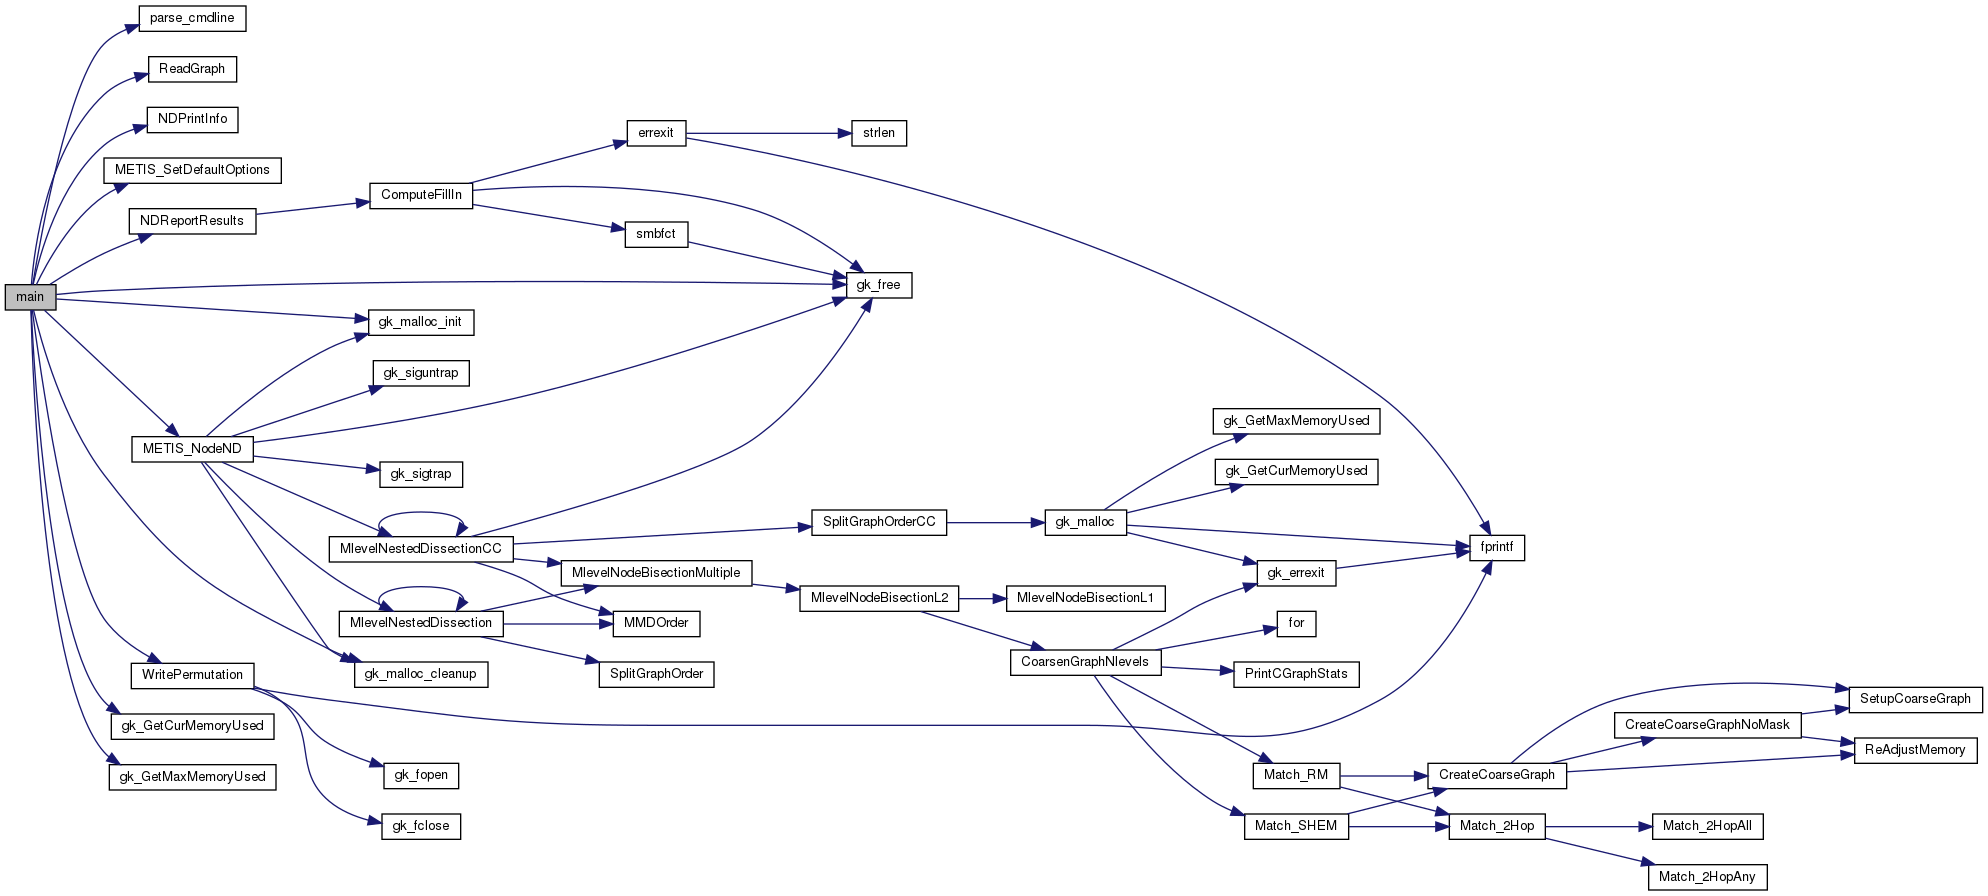 parse_cmdline
ReadGraph
NDPrintInfo
METIS_SetDefaultOptions
NDReportResults
main
ComputeFillIn
errexit
strlen
smbfct
gk_free
gk_malloc_init
gk_siguntrap
METIS_NodeND
gk_sigtrap
MlevelNestedDissectionCC
MlevelNestedDissection
gk_malloc_cleanup
WritePermutation
gk_GetCurMemoryUsed
gk_GetMaxMemoryUsed
gk_fopen
gk_fclose
MlevelNodeBisectionMultiple
MMDOrder
SplitGraphOrder
SplitGraphOrderCC
MlevelNodeBisectionL2
gk_malloc
MlevelNodeBisectionL1
CoarsenGraphNlevels
gk_GetMaxMemoryUsed
gk_GetCurMemoryUsed
gk_errexit
for
PrintCGraphStats
Match_RM
Match_SHEM
fprintf
CreateCoarseGraph
Match_2Hop
CreateCoarseGraphNoMask
SetupCoarseGraph
ReAdjustMemory
Match_2HopAll
Match_2HopAny